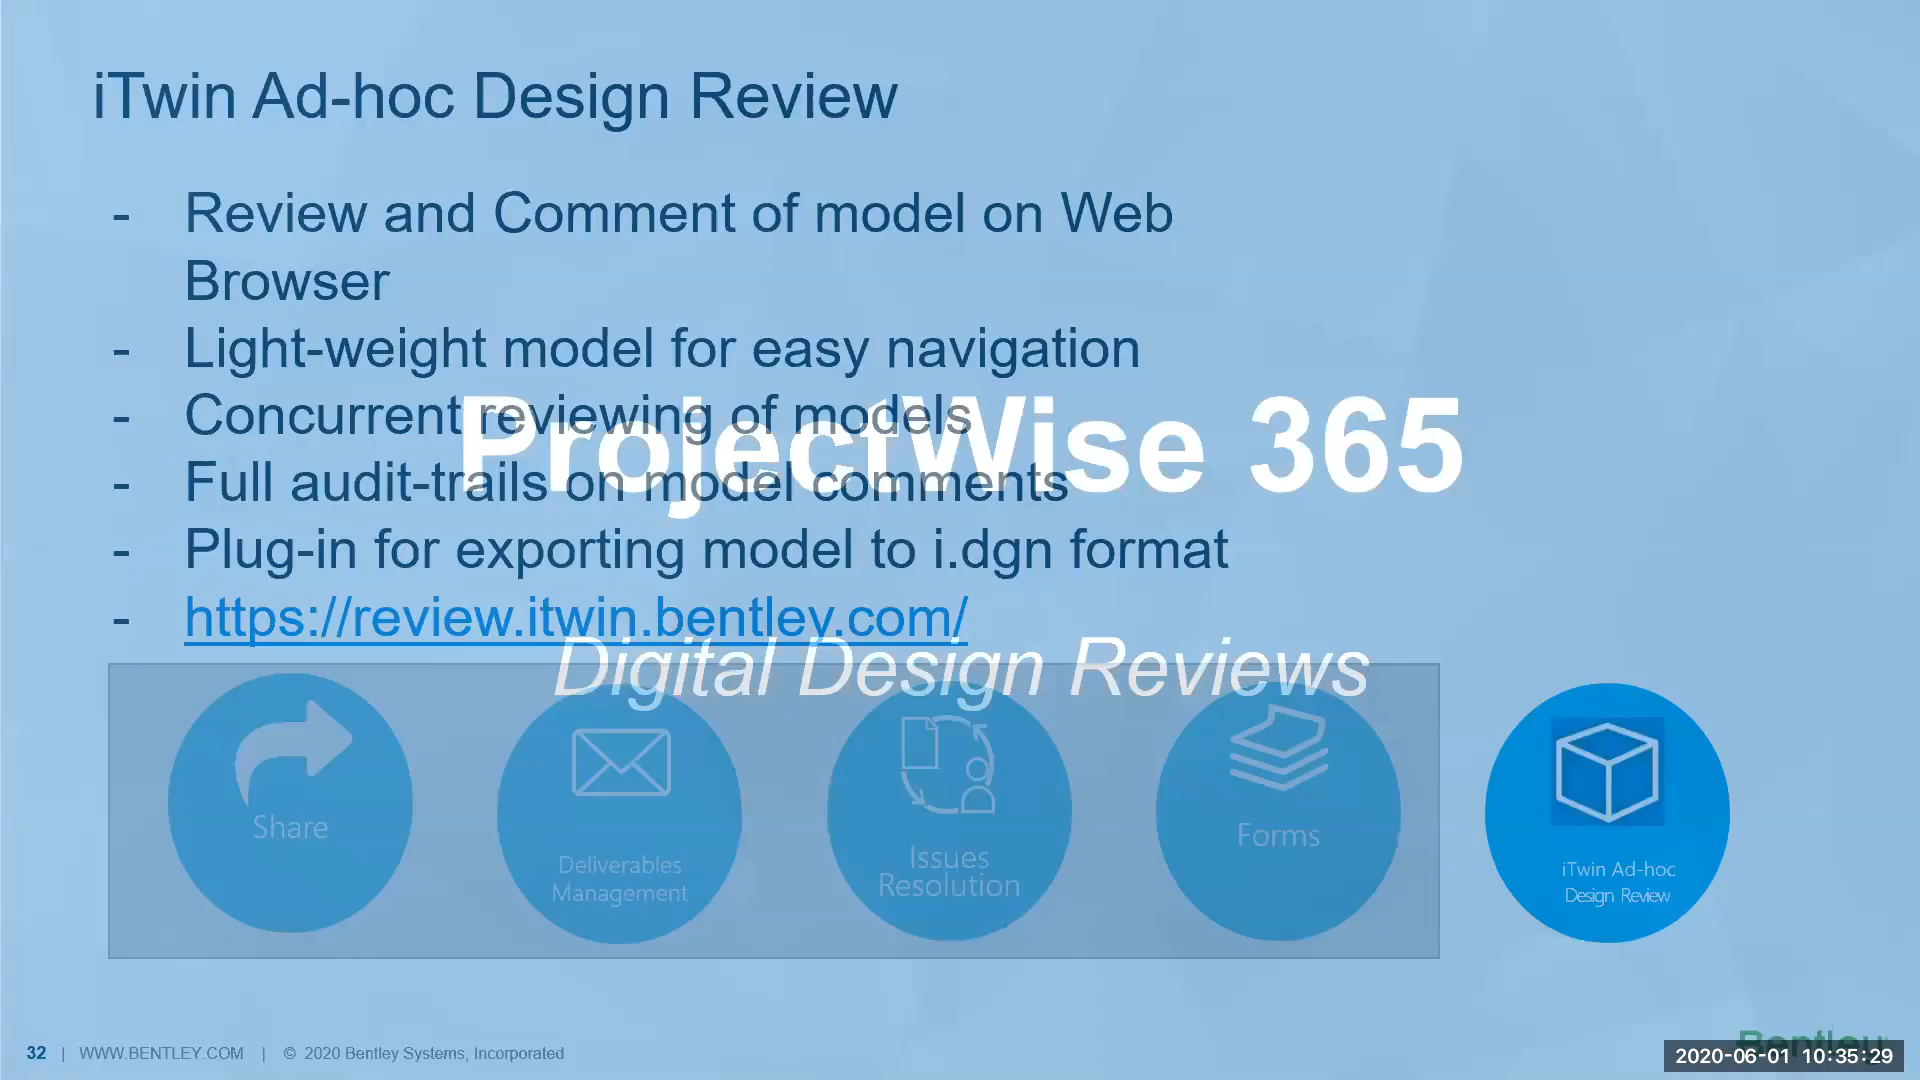 iTwin Ad-hoc Design Review
- Review and Comment of model on Web
Browser
- Light-weight model for easy navigation
- Concurrent reviewing of models
ProjectWise 365
- Full audit-trails on model comments
- Plug-in for exporting model to i.dgn format
- https://review.itwin.bentley.com/
Digital Design Reviews
Share
Deliverables
Management
Issues
Resolution
Forms
iTwin Ad-hoc
Design Review
32 | WWW.BENTLEY.COM | © 2020 Bentley Systems, Incorporated
Bentley
2020-06-01 10:35:29